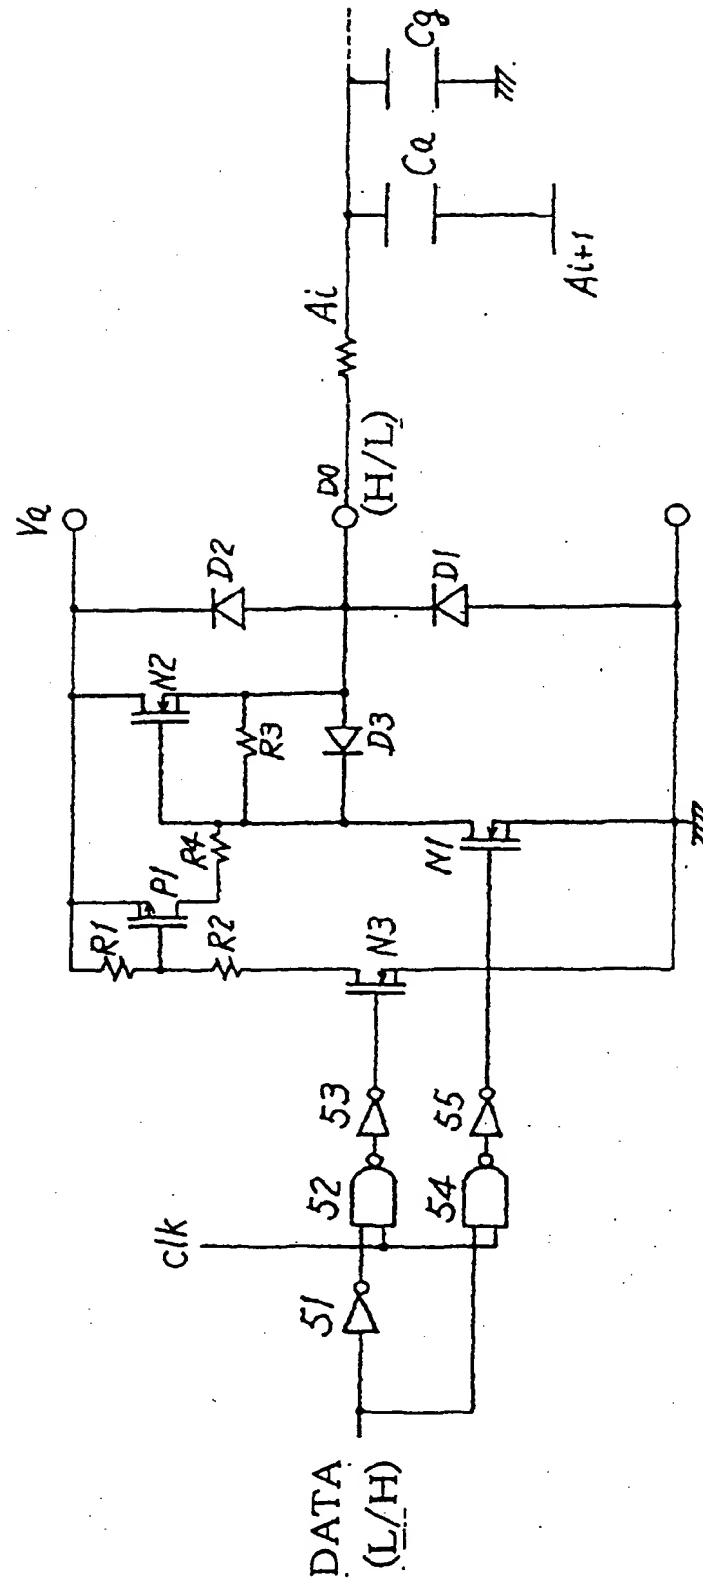 DATA
(L/H)
51
clk
52
53
54
55
R1
P1
R2
R4
N3
N1
N2
R3
D3
Va
D2
D1
DO
(H/L)
Ai
Ca
Cg
Ai+1